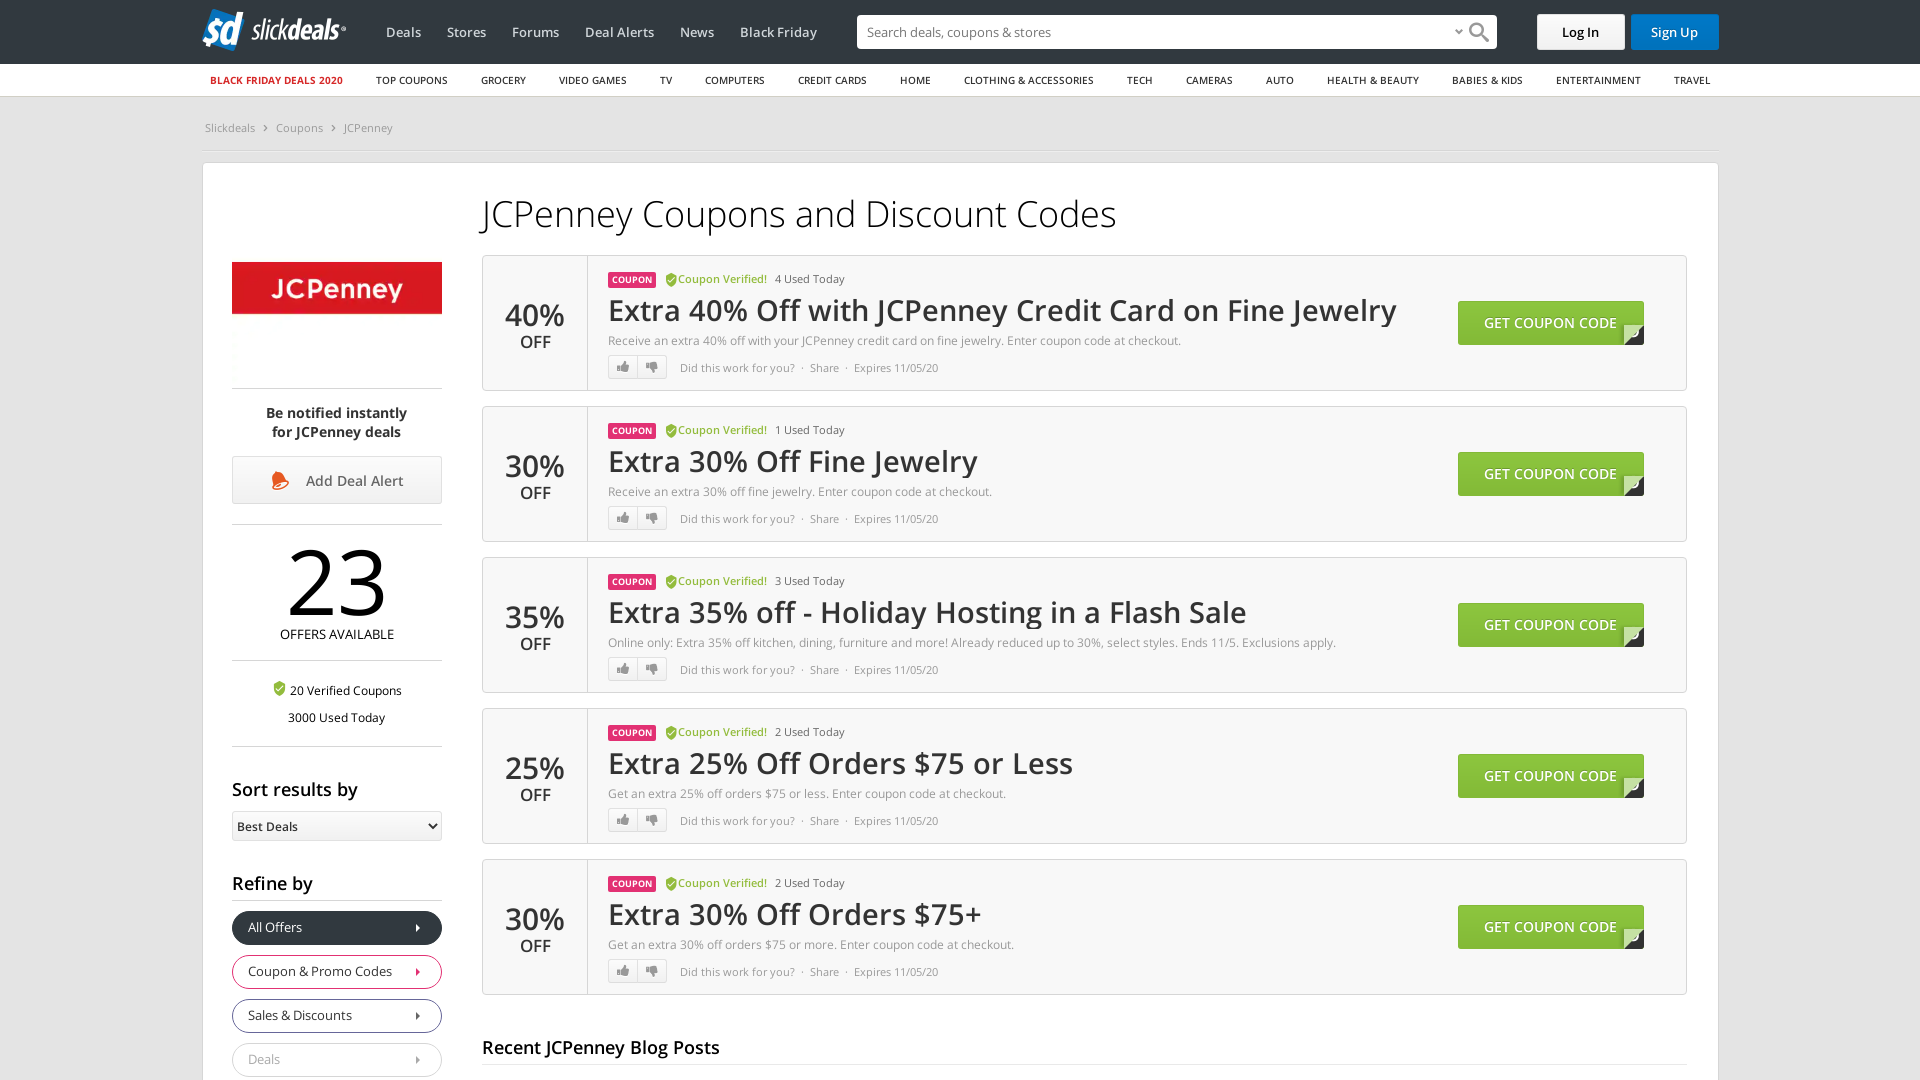 sd slickdeals
Deals Stores Forums Deal Alerts News Black Friday
Search deals, coupons & stores
Log In Sign Up
BLACK FRIDAY DEALS 2020 TOP COUPONS GROCERY VIDEO GAMES TV COMPUTERS CREDIT CARDS HOME CLOTHING & ACCESSORIES TECH CAMERAS AUTO HEALTH & BEAUTY BABIES & KIDS ENTERTAINMENT TRAVEL
Slickdeals Coupons JCPenney
JCPenney Coupons and Discount Codes
JCPenney
Be notified instantly
for JCPenney deals
Add Deal Alert
23
OFFERS AVAILABLE
20 Verified Coupons
3000 Used Today
Sort results by
Best Deals
Refine by
All Offers
Coupon & Promo Codes
Sales & Discounts
Deals
40%
OFF
COUPON Coupon Verified! 4 Used Today
Extra 40% Off with JCPenney Credit Card on Fine Jewelry
Receive an extra 40% off with your JCPenney credit card on fine jewelry. Enter coupon code at checkout.
Did this work for you? · Share · Expires 11/05/20
GET COUPON CODE
30%
OFF
COUPON Coupon Verified! 1 Used Today
Extra 30% Off Fine Jewelry
Receive an extra 30% off fine jewelry. Enter coupon code at checkout.
Did this work for you? · Share · Expires 11/05/20
GET COUPON CODE
35%
OFF
COUPON Coupon Verified! 3 Used Today
Extra 35% off - Holiday Hosting in a Flash Sale
Online only: Extra 35% off kitchen, dining, furniture and more! Already reduced up to 30%, select styles. Ends 11/5. Exclusions apply.
Did this work for you? · Share · Expires 11/05/20
GET COUPON CODE
25%
OFF
COUPON Coupon Verified! 2 Used Today
Extra 25% Off Orders $75 or Less
Get an extra 25% off orders $75 or less. Enter coupon code at checkout.
Did this work for you? · Share · Expires 11/05/20
GET COUPON CODE
30%
OFF
COUPON Coupon Verified! 2 Used Today
Extra 30% Off Orders $75+
Get an extra 30% off orders $75 or more. Enter coupon code at checkout.
Did this work for you? · Share · Expires 11/05/20
GET COUPON CODE
Recent JCPenney Blog Posts